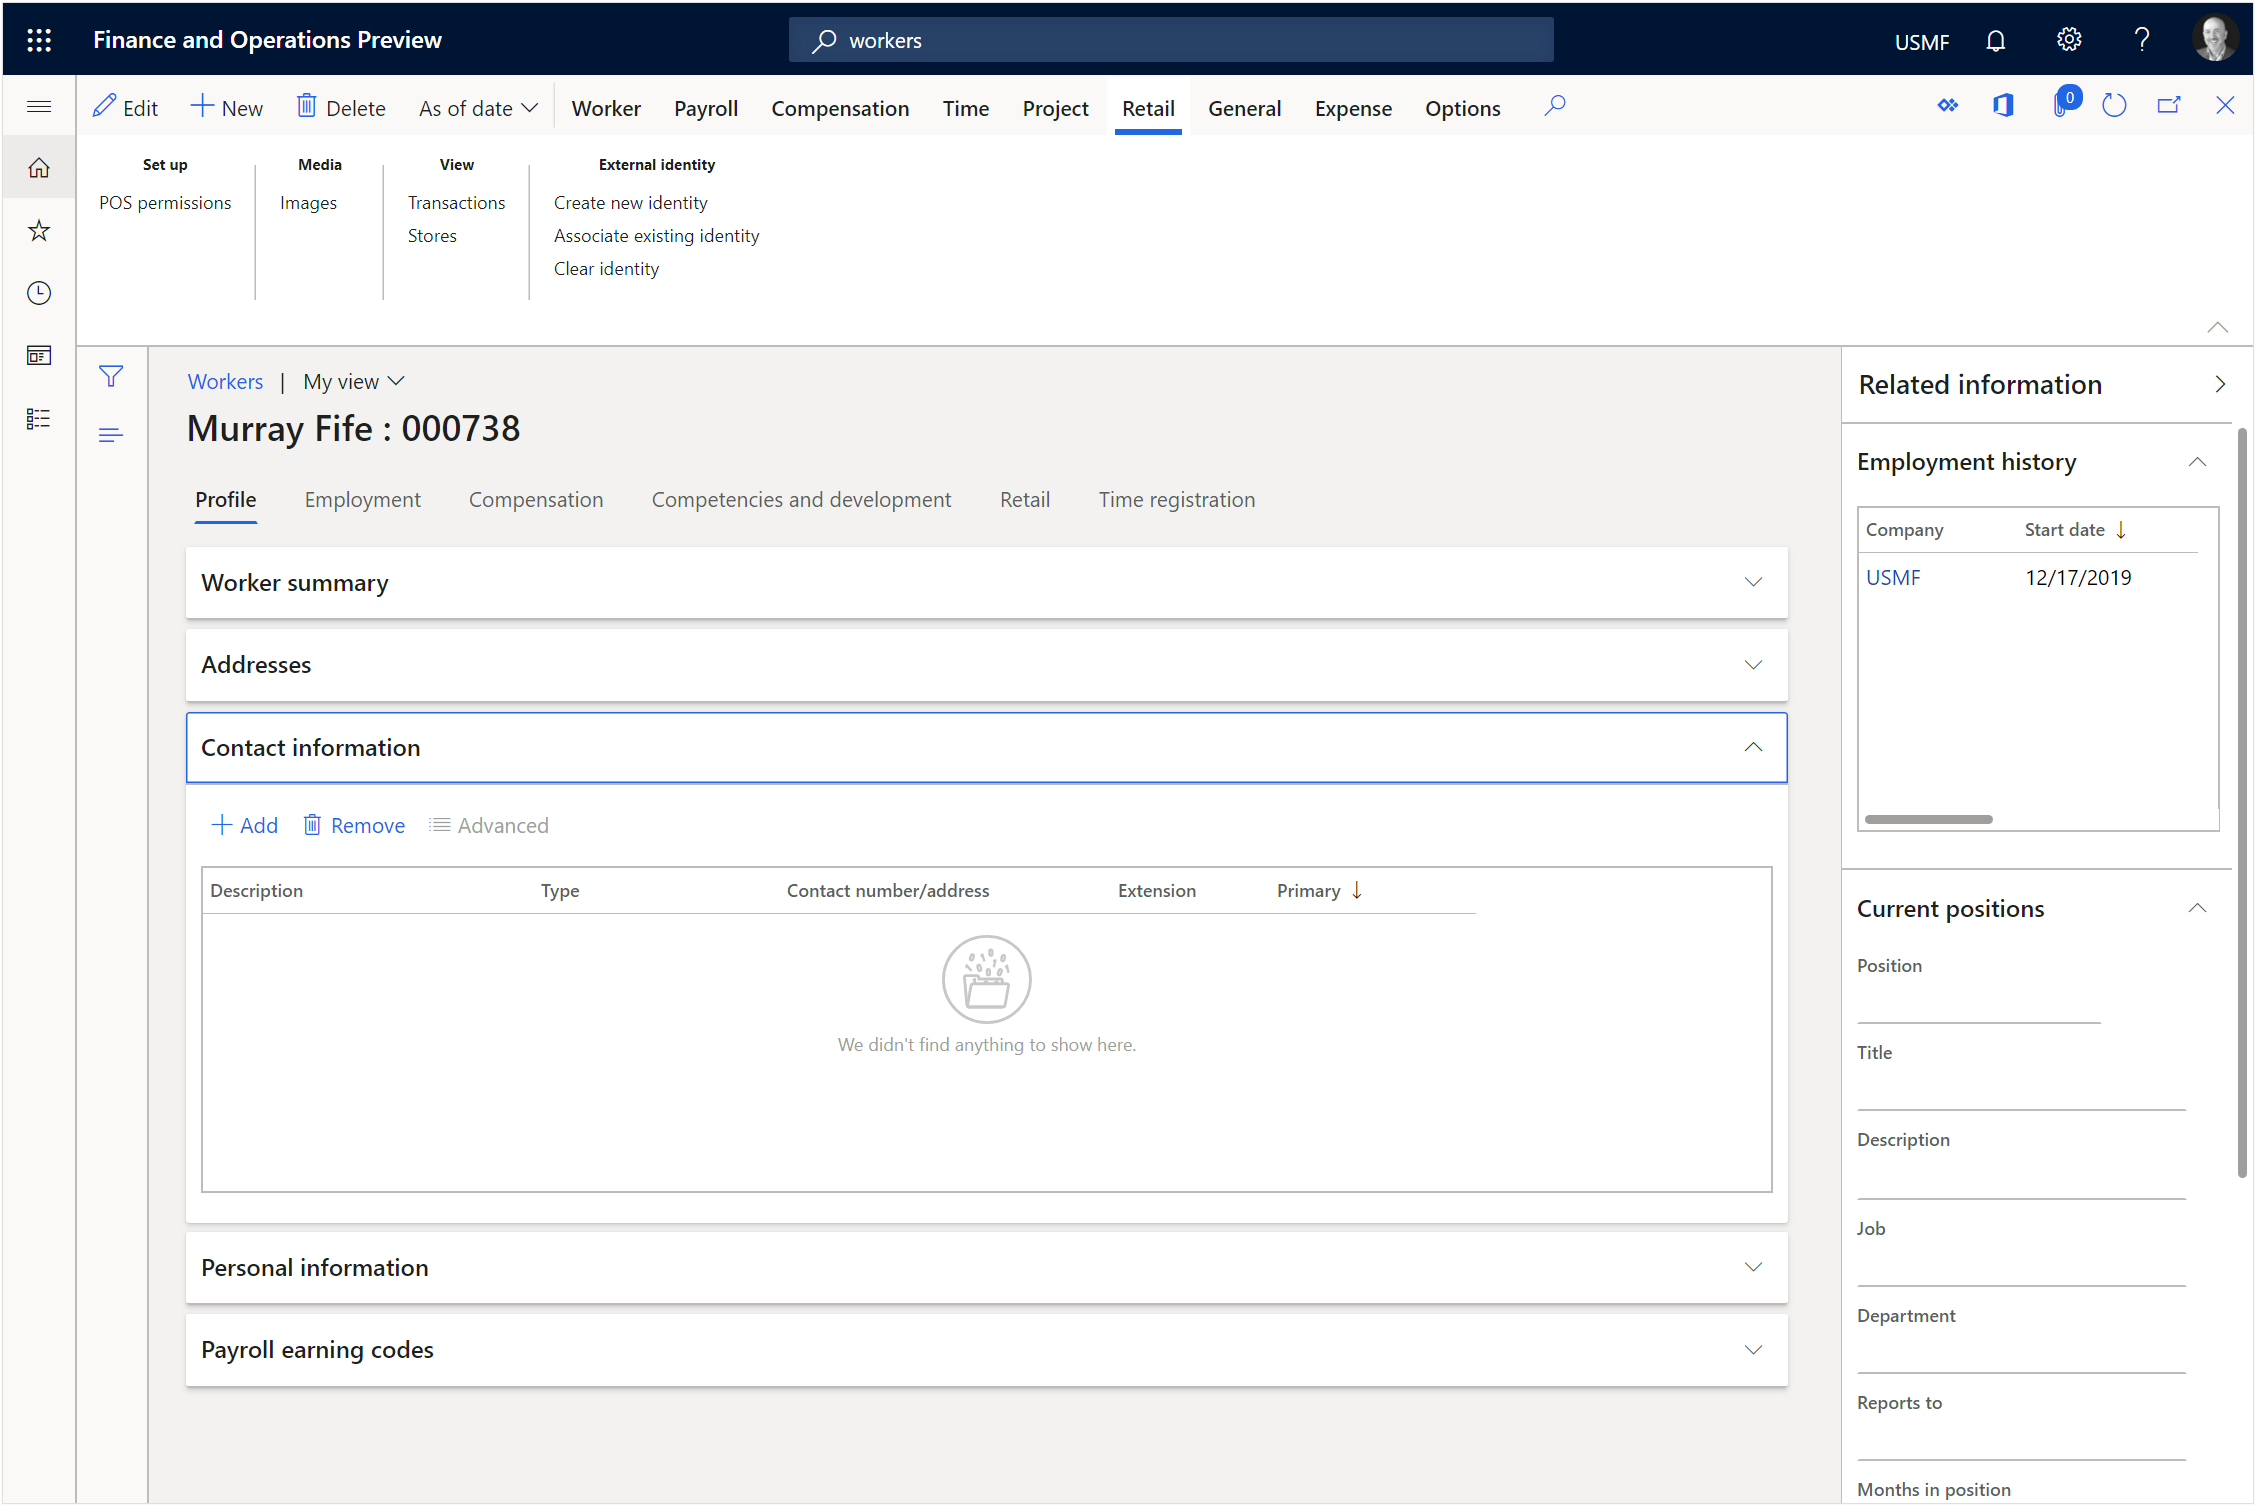 Finance and Operations Preview
workers
USMF
Edit New Delete As of date Worker Payroll Compensation Time Project Retail General Expense Options
0
Set up Media View External identity
POS permissions Images Transactions Create new identity
Stores Associate existing identity
Clear identity
Workers | My view
Murray Fife : 000738
Profile Employment Compensation Competencies and development Retail Time registration
Worker summary
Addresses
Contact information
Add Remove Advanced
Description Type Contact number/address Extension Primary
We didn't find anything to show here.
Personal information
Payroll earning codes
Related information
Employment history
Company Start date
USMF 12/17/2019
Current positions
Position
Title
Description
Job
Department
Reports to
Months in position